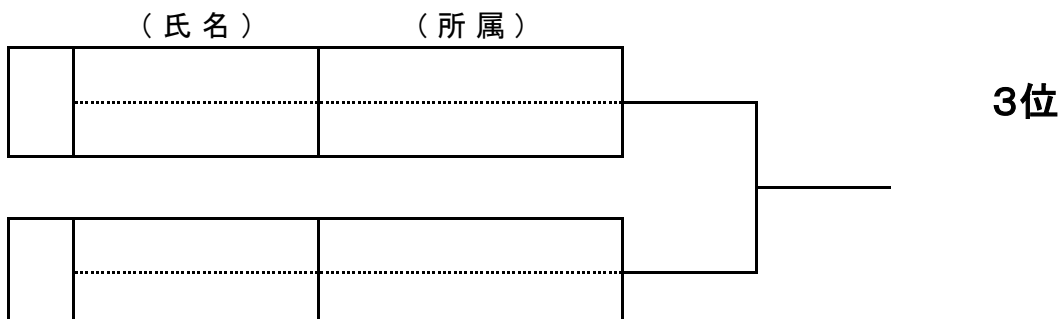 （ 氏 名 ） （ 所 属 ）
３位